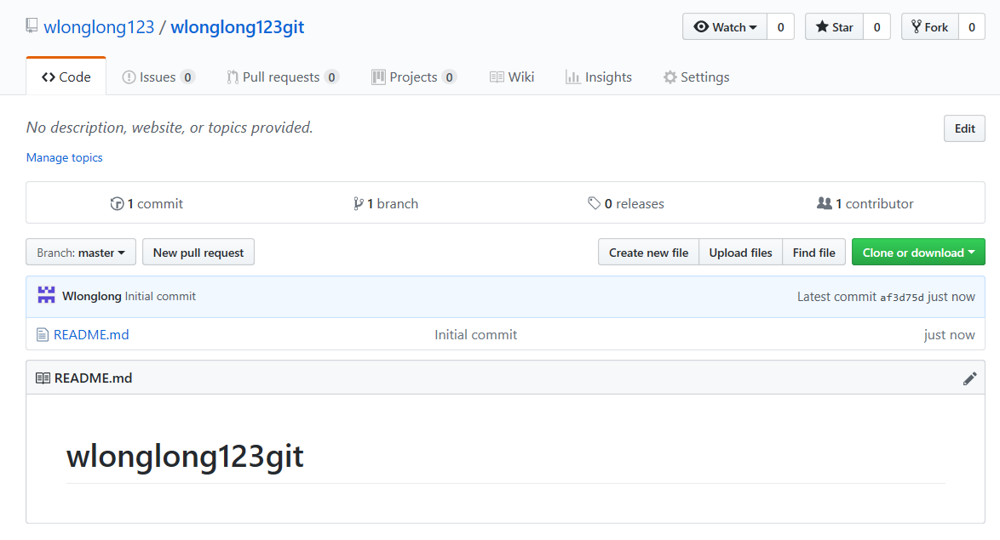 wlonglong123 / wlonglong123git Watch 0 Star 0 Fork 0
Code Issues 0 Pull requests 0 Projects 0 Wiki Insights Settings
No description, website, or topics provided. Edit
Manage topics
1 commit 1 branch 0 releases 1 contributor
Branch: master New pull request Create new file Upload files Find file Clone or download
Wlonglong Initial commit Latest commit af3d75d just now
README.md Initial commit just now
README.md
wlonglong123git